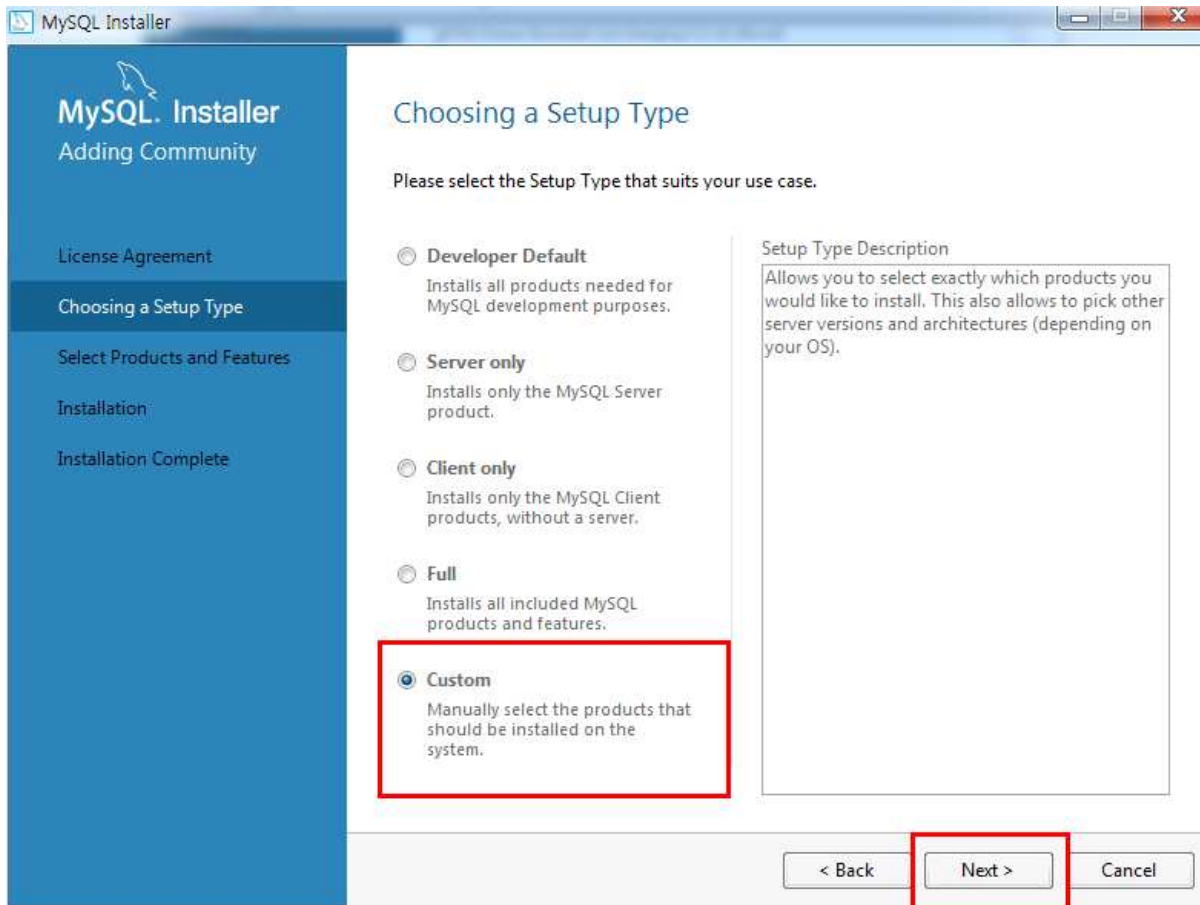 MySQL Installer
MySQL. Installer
Adding Community
License Agreement
Choosing a Setup Type
Select Products and Features
Installation
Installation Complete
Choosing a Setup Type
Please select the Setup Type that suits your use case.
Developer Default
Installs all products needed for
MySQL development purposes.
Server only
Installs only the MySQL Server
product.
Client only
Installs only the MySQL Client
products, without a server.
Full
Installs all included MySQL
products and features.
Custom
Manually select the products that
should be installed on the
system.
Setup Type Description
Allows you to select exactly which products you
would like to install. This also allows to pick other
server versions and architectures (depending on
your OS).
< Back
Next >
Cancel